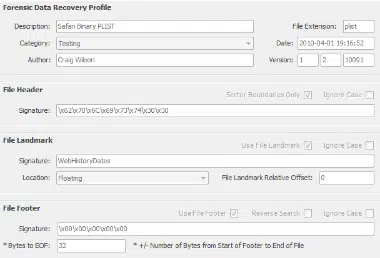 Forensic Data Recovery Profile
Description: Safari Binary PLIST File Extension: plist
Category: Testing Date: 2010-04-01 19:16:52
Author: Craig Wilson Version: 1 2 10091
File Header
Sector Boundaries Only Ignore Case
Signature: \x62\x70\x6C\x69\x73\x74\x30\x30
File Landmark
Use File Landmark Ignore Case
Signature: WebHistoryDates
Location: Floating File Landmark Relative Offset: 0
File Footer
Use File Footer Reverse Search Ignore Case
Signature: \x00\x00\x00\x00\x00
* Bytes to EOF: 32 * +/- Number of Bytes from Start of Footer to End of File